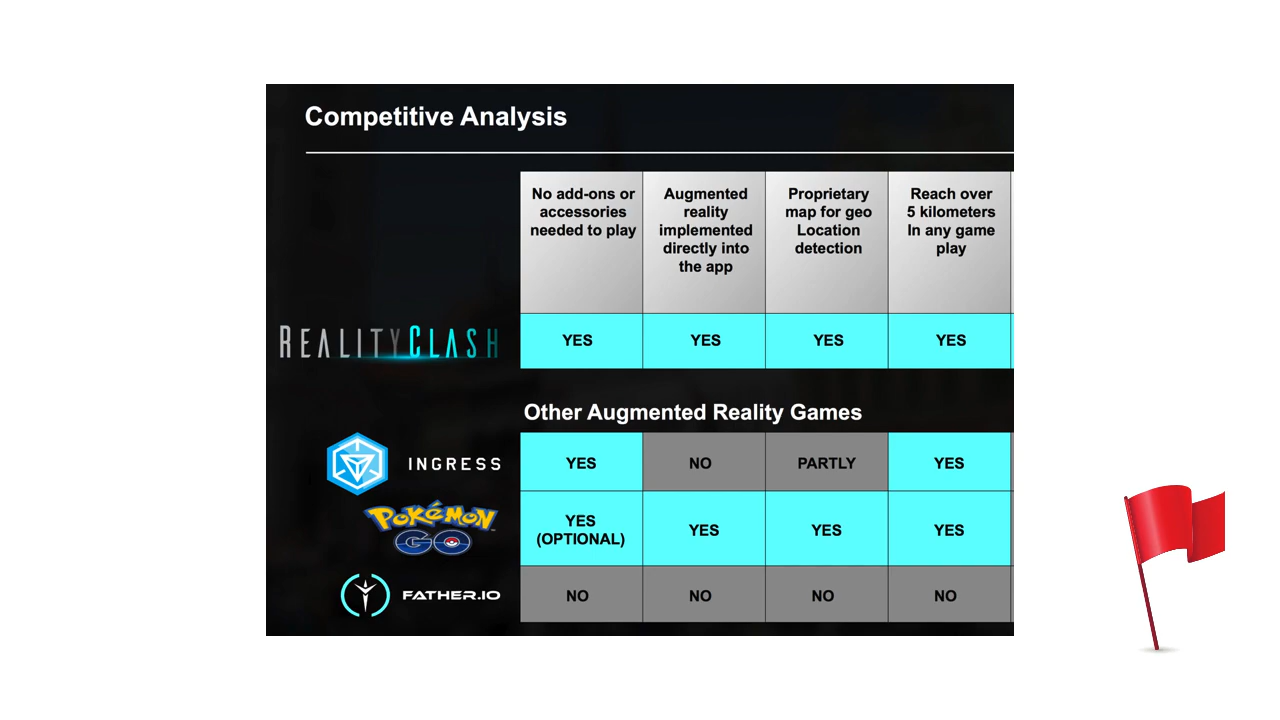 Competitive Analysis
No add-ons or
accessories
needed to play
Augmented
reality
implemented
directly into
the app
Proprietary
map for geo
Location
detection
Reach over
5 kilometers
In any game
play
REALITYCLASH
YES
YES
YES
YES
Other Augmented Reality Games
INGRESS
YES
NO
PARTLY
YES
POKéMON
GO
YES
(OPTIONAL)
YES
YES
YES
FATHER.IO
NO
NO
NO
NO